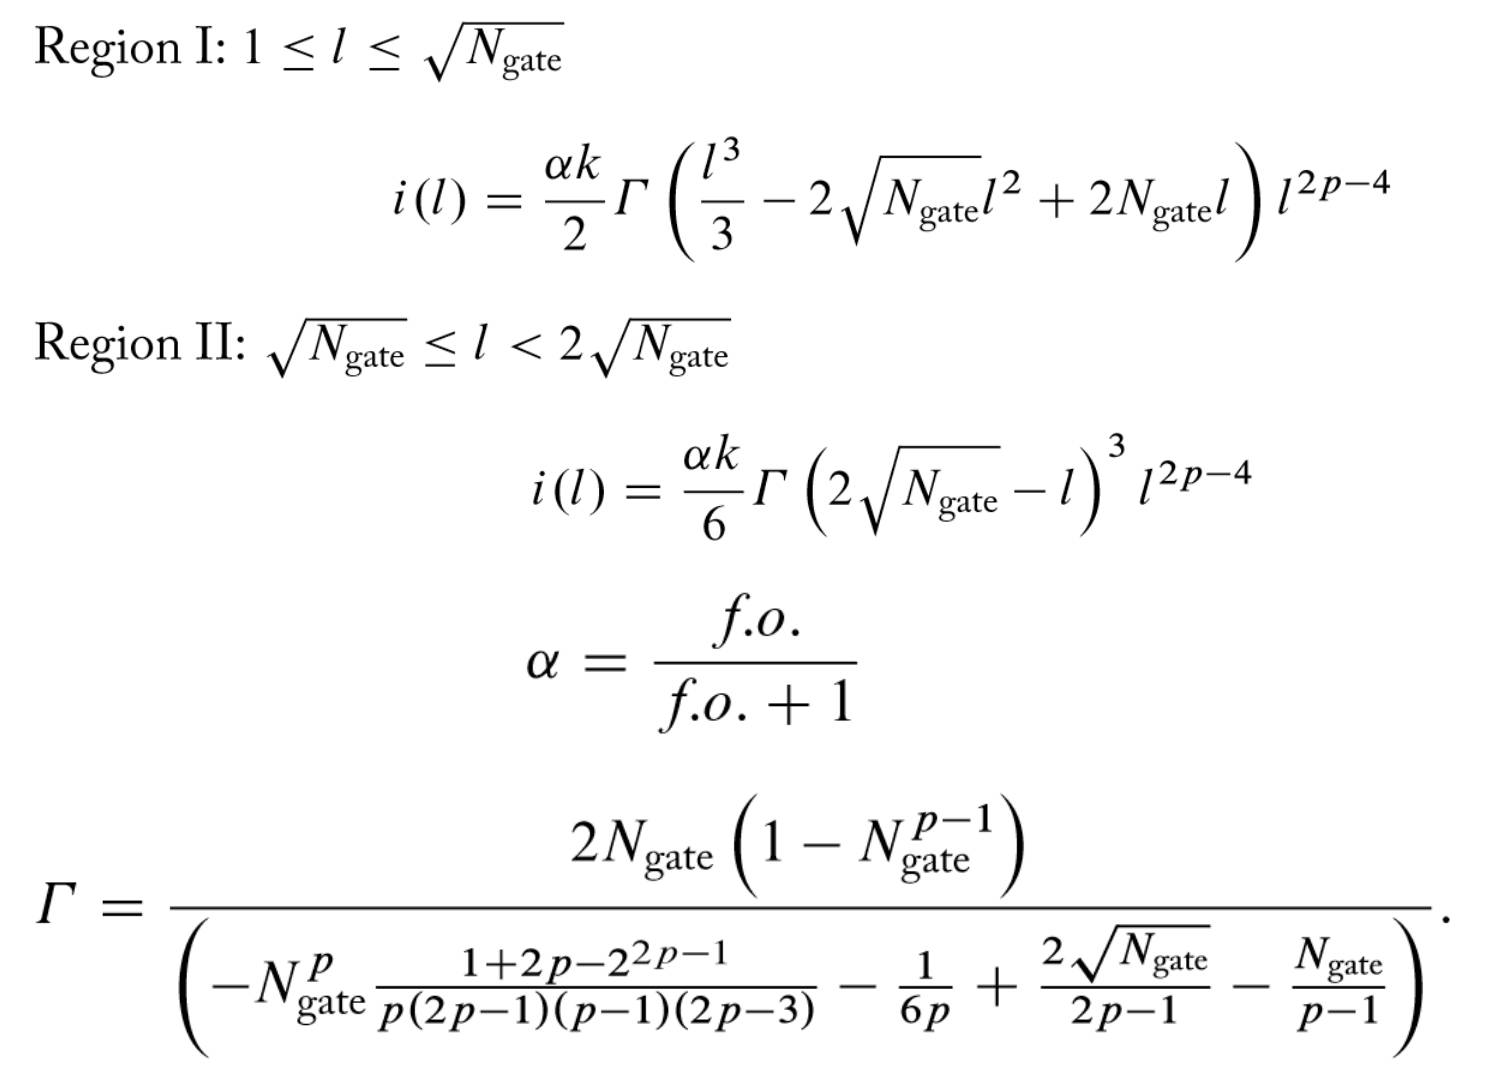 Region I: 1 ≤ l ≤ √N_gate
i(l) = αk/2 Γ (l³/3 − 2√N_gate l² + 2N_gate l) l^{2p−4}
Region II: √N_gate ≤ l < 2√N_gate
i(l) = αk/6 Γ (2√N_gate − l)³ l^{2p−4}
α = f.o./(f.o. + 1)
Γ = 2N_gate (1 − N_gate^{p−1}) / (−N_gate^p (1+2p−2^{2p−1})/(p(2p−1)(p−1)(2p−3)) − 1/(6p) + 2√N_gate/(2p−1) − N_gate/(p−1)).